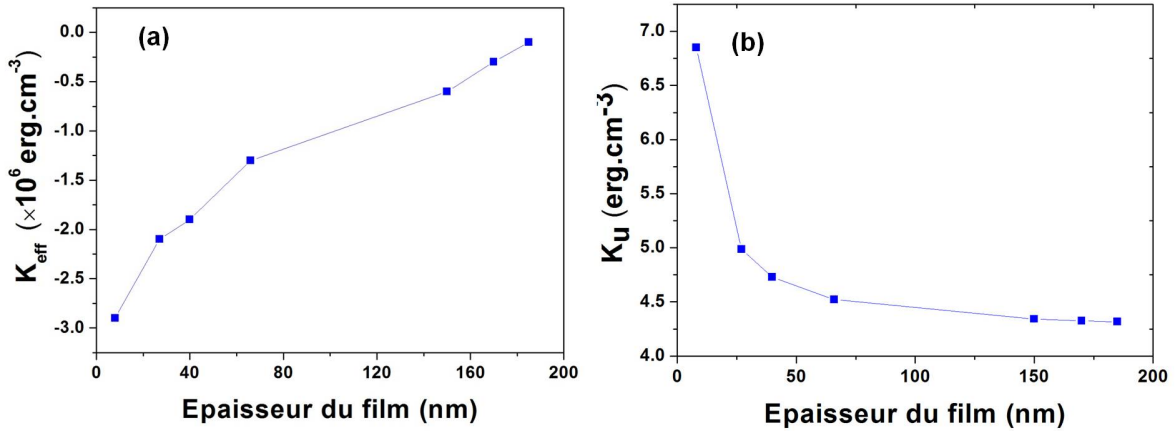 (a)
0.0
-0.5
-1.0
-1.5
-2.0
-2.5
-3.0
K_eff (×10^6 erg.cm^-3)
0 40 80 120 160 200
Epaisseur du film (nm)
(b)
7.0
6.5
6.0
5.5
5.0
4.5
4.0
Ku (erg.cm^-3)
0 50 100 150 200
Epaisseur du film (nm)